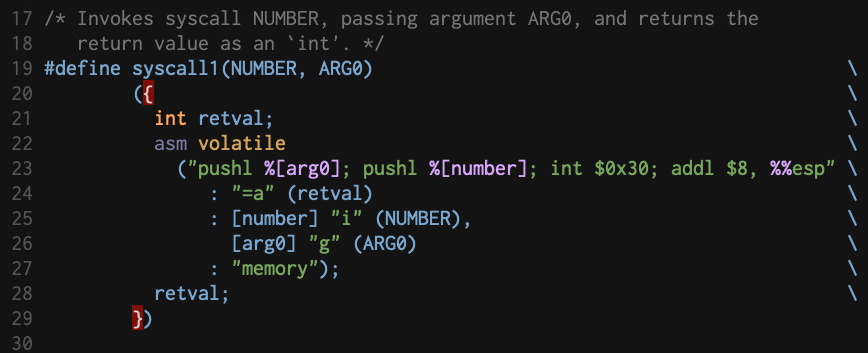 17 /* Invokes syscall NUMBER, passing argument ARG0, and returns the
18    return value as an `int'. */
19 #define syscall1(NUMBER, ARG0)                                           \
20         ({                                                               \
21           int retval;                                                    \
22           asm volatile                                                   \
23             ("pushl %[arg0]; pushl %[number]; int $0x30; addl $8, %%esp" \
24                : "=a" (retval)                                           \
25                : [number] "i" (NUMBER),                                  \
26                  [arg0] "g" (ARG0)                                       \
27                : "memory");                                              \
28           retval;                                                        \
29         })
30